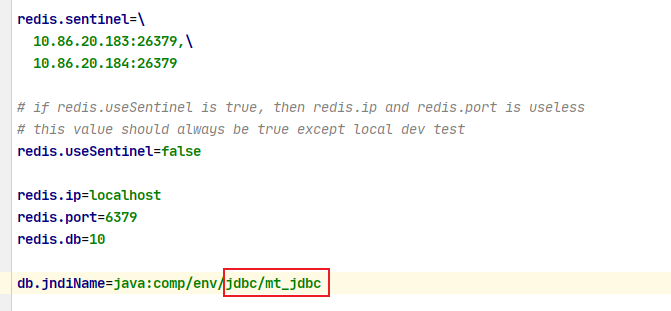 redis.sentinel=\
10.86.20.183:26379,\
10.86.20.184:26379
# if redis.useSentinel is true, then redis.ip and redis.port is useless
# this value should always be true except local dev test
redis.useSentinel=false
redis.ip=localhost
redis.port=6379
redis.db=10
db.jndiName=java:comp/env/jdbc/mt_jdbc